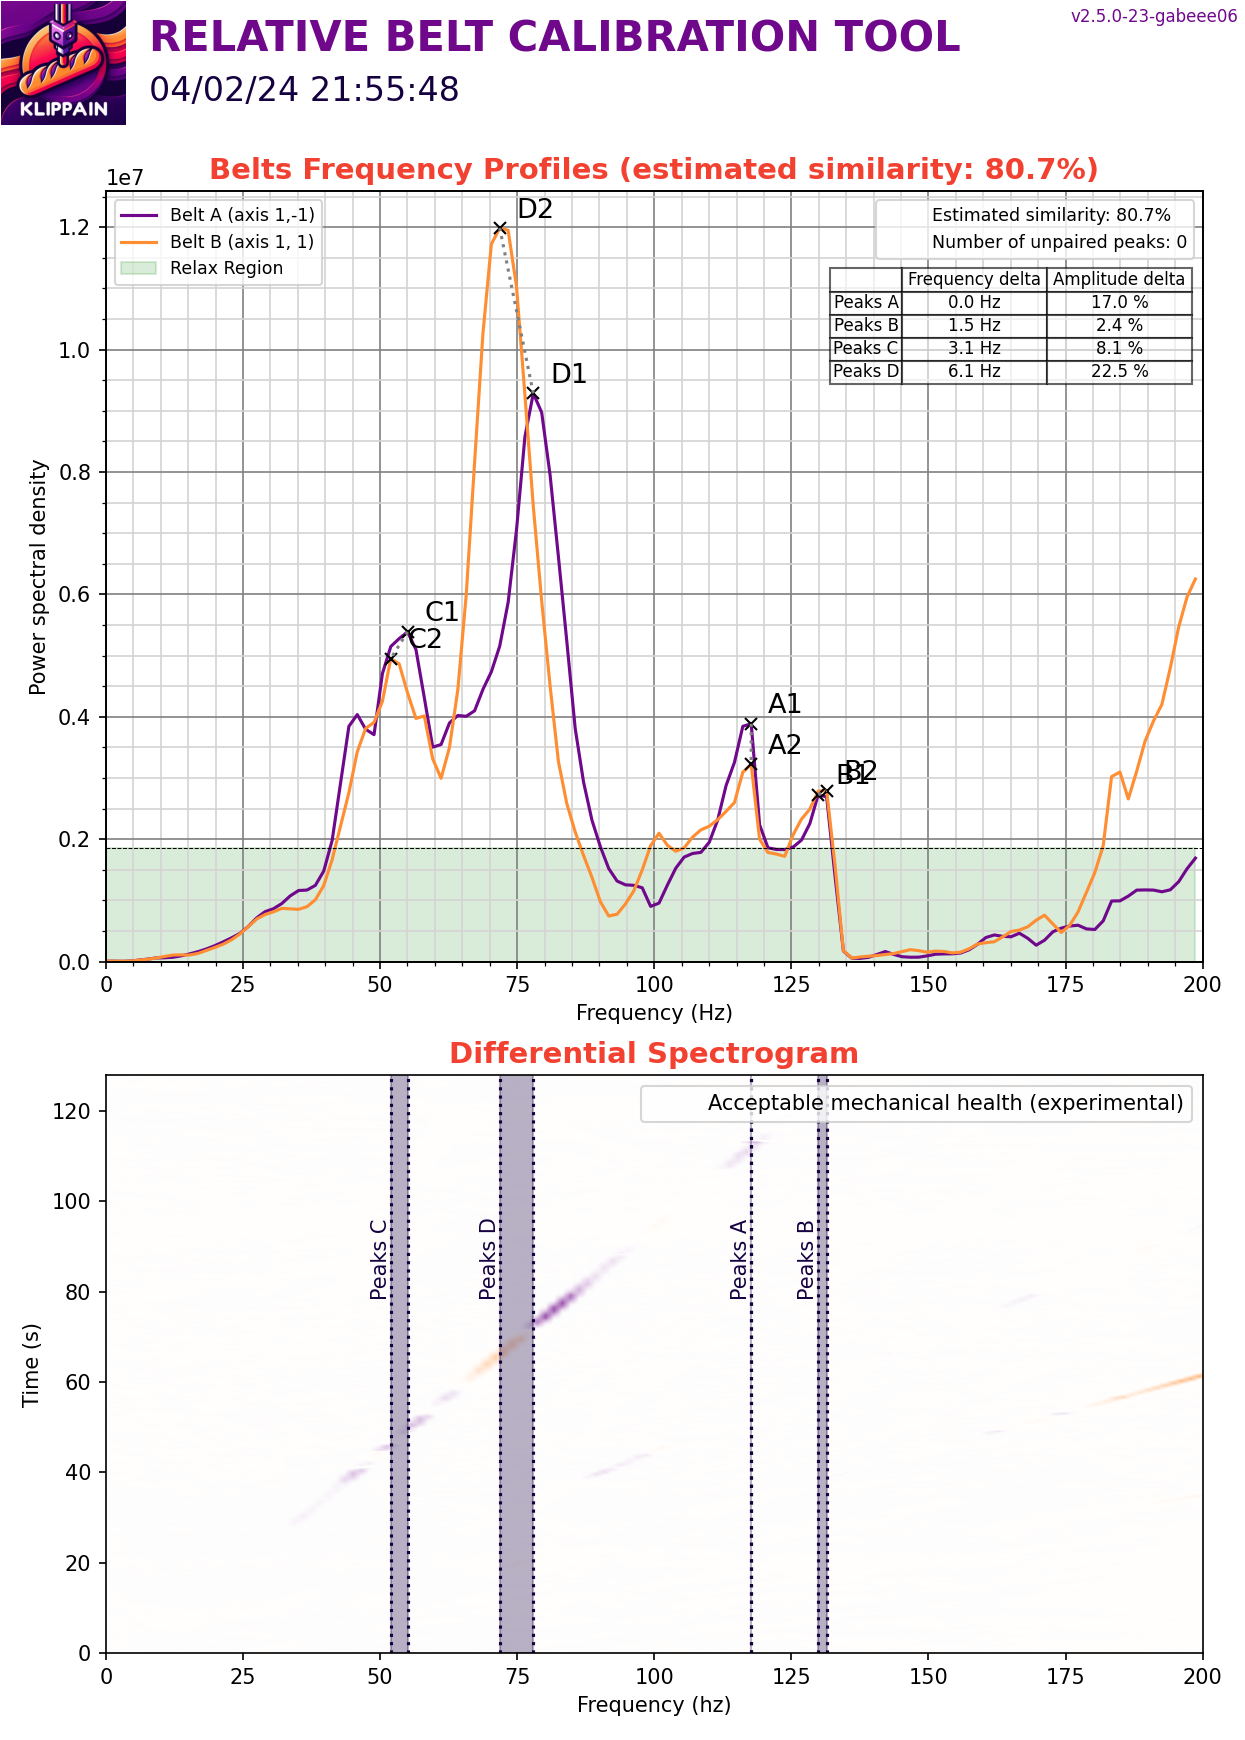 KLIPPAIN
RELATIVE BELT CALIBRATION TOOL
04/02/24 21:55:48
v2.5.0-23-gabeee06
Belts Frequency Profiles (estimated similarity: 80.7%)
1e7
Belt A (axis 1,-1)
Belt B (axis 1, 1)
Relax Region
Estimated similarity: 80.7%
Number of unpaired peaks: 0
Frequency delta Amplitude delta
Peaks A 0.0 Hz 17.0 %
Peaks B 1.5 Hz 2.4 %
Peaks C 3.1 Hz 8.1 %
Peaks D 6.1 Hz 22.5 %
D2
D1
C1
C2
A1
A2
B1
B2
Power spectral density
1.2
1.0
0.8
0.6
0.4
0.2
0.0
0 25 50 75 100 125 150 175 200
Frequency (Hz)
Differential Spectrogram
Acceptable mechanical health (experimental)
Peaks C
Peaks D
Peaks A
Peaks B
Time (s)
120
100
80
60
40
20
0
0 25 50 75 100 125 150 175 200
Frequency (hz)